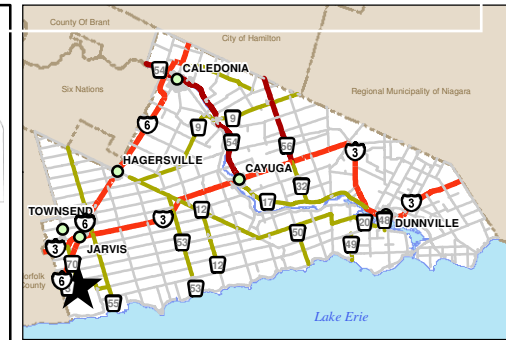 County Of Brant
City of Hamilton
54
CALEDONIA
Six Nations
Regional Municipality of Niagara
6
9
9
54
56
3
HAGERSVILLE
CAYUGA
32
17
3
TOWNSEND
6
3
12
20
48
DUNNVILLE
3
JARVIS
53
50
49
70
12
6
Norfolk
County
53
55
Lake Erie